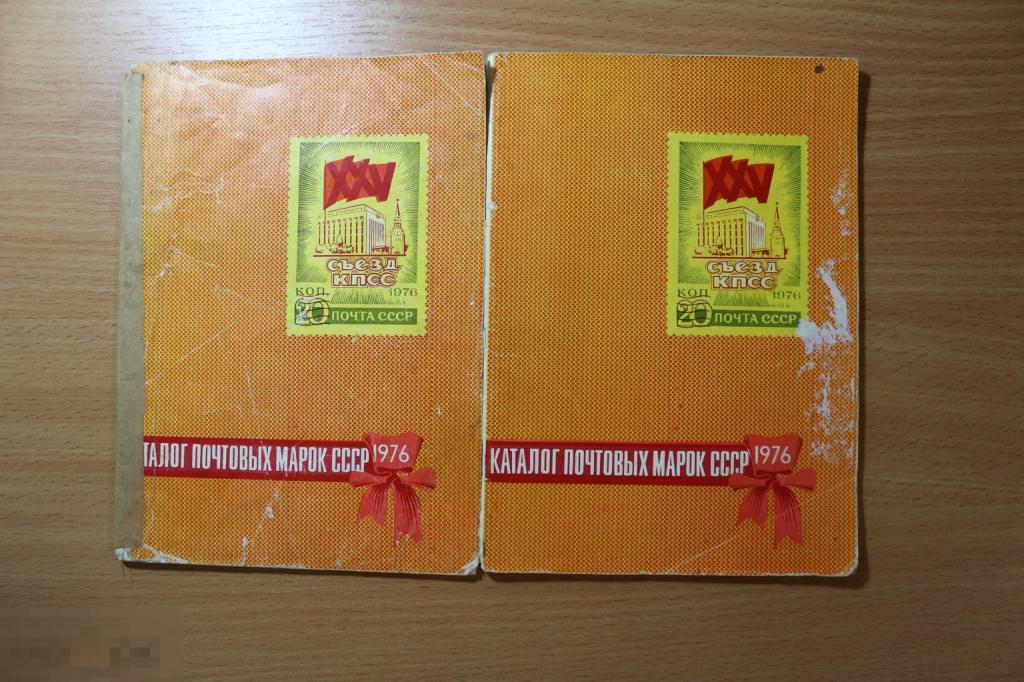 XXV
съезд
КПСС
КОП. 1976
20 ПОЧТА СССР
ТАЛОГ ПОЧТОВЫХ МАРОК СССР 1976
XXV
съезд
КПСС
КОП. 1976
20 ПОЧТА СССР
КАТАЛОГ ПОЧТОВЫХ МАРОК СССР 1976